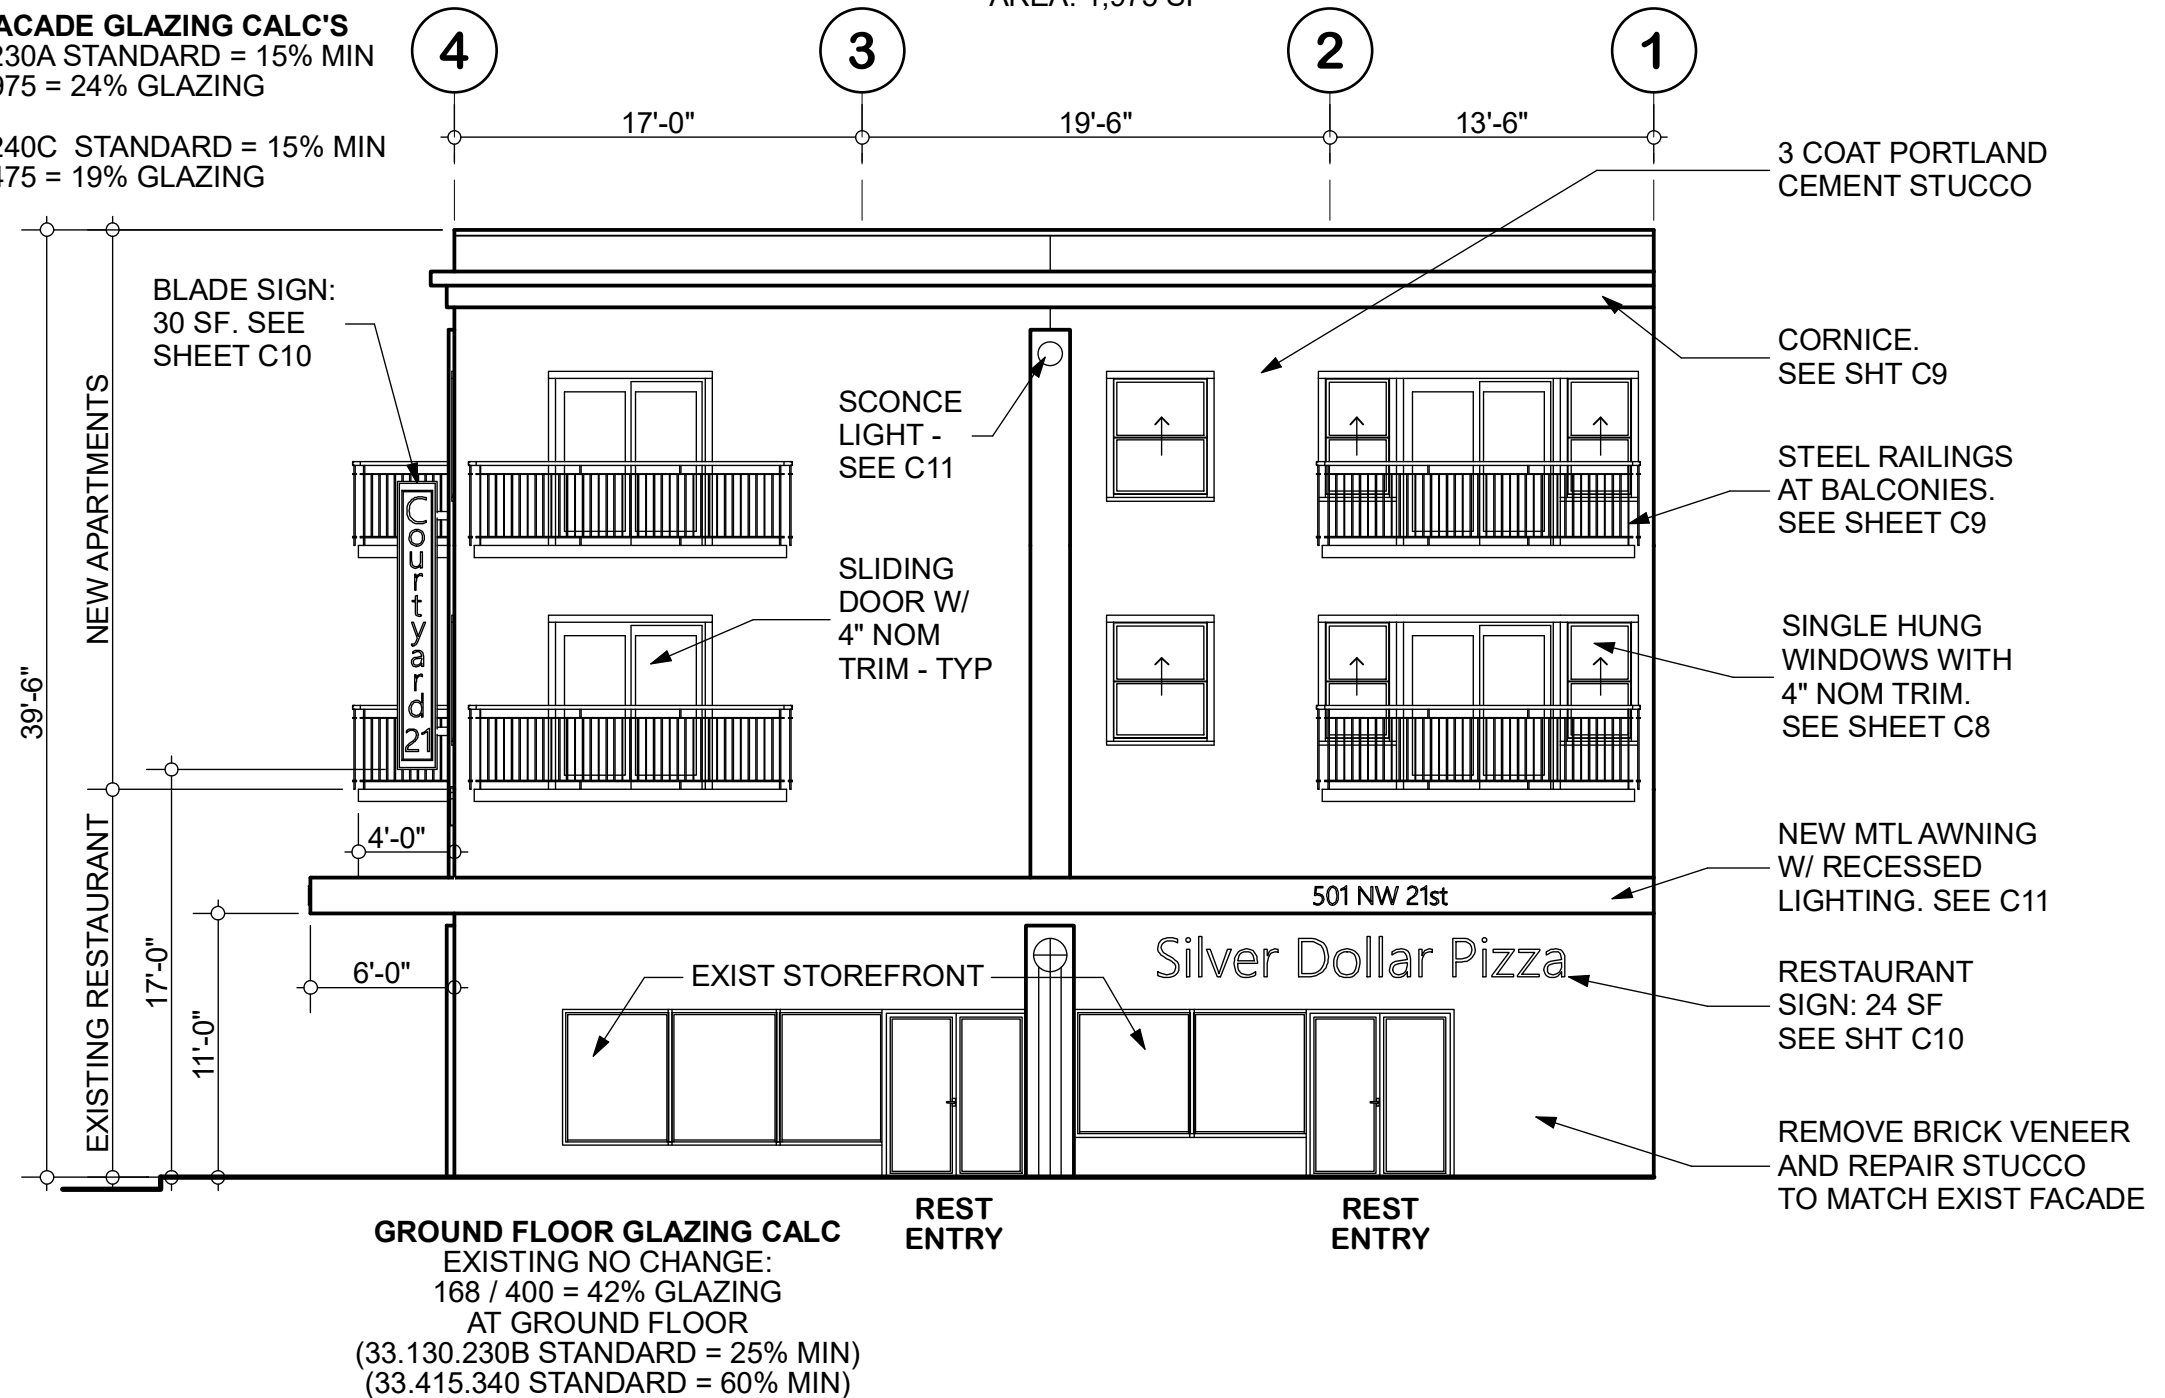 AREA: 1,975 SF
ACADE GLAZING CALC'S
230A STANDARD = 15% MIN
975 = 24% GLAZING
240C STANDARD = 15% MIN
475 = 19% GLAZING
4
3
2
1
17'-0"
19'-6"
13'-6"
3 COAT PORTLAND
CEMENT STUCCO
BLADE SIGN:
30 SF. SEE
SHEET C10
CORNICE.
SEE SHT C9
SCONCE
LIGHT -
SEE C11
STEEL RAILINGS
AT BALCONIES.
SEE SHEET C9
NEW APARTMENTS
Courtyard 21
SLIDING
DOOR W/
4" NOM
TRIM - TYP
SINGLE HUNG
WINDOWS WITH
4" NOM TRIM.
SEE SHEET C8
39'-6"
4'-0"
NEW MTL AWNING
W/ RECESSED
LIGHTING. SEE C11
501 NW 21st
EXISTING RESTAURANT
17'-0"
11'-0"
6'-0"
EXIST STOREFRONT
Silver Dollar Pizza
RESTAURANT
SIGN: 24 SF
SEE SHT C10
REMOVE BRICK VENEER
AND REPAIR STUCCO
TO MATCH EXIST FACADE
REST
ENTRY
REST
ENTRY
GROUND FLOOR GLAZING CALC
EXISTING NO CHANGE:
168 / 400 = 42% GLAZING
AT GROUND FLOOR
(33.130.230B STANDARD = 25% MIN)
(33.415.340 STANDARD = 60% MIN)